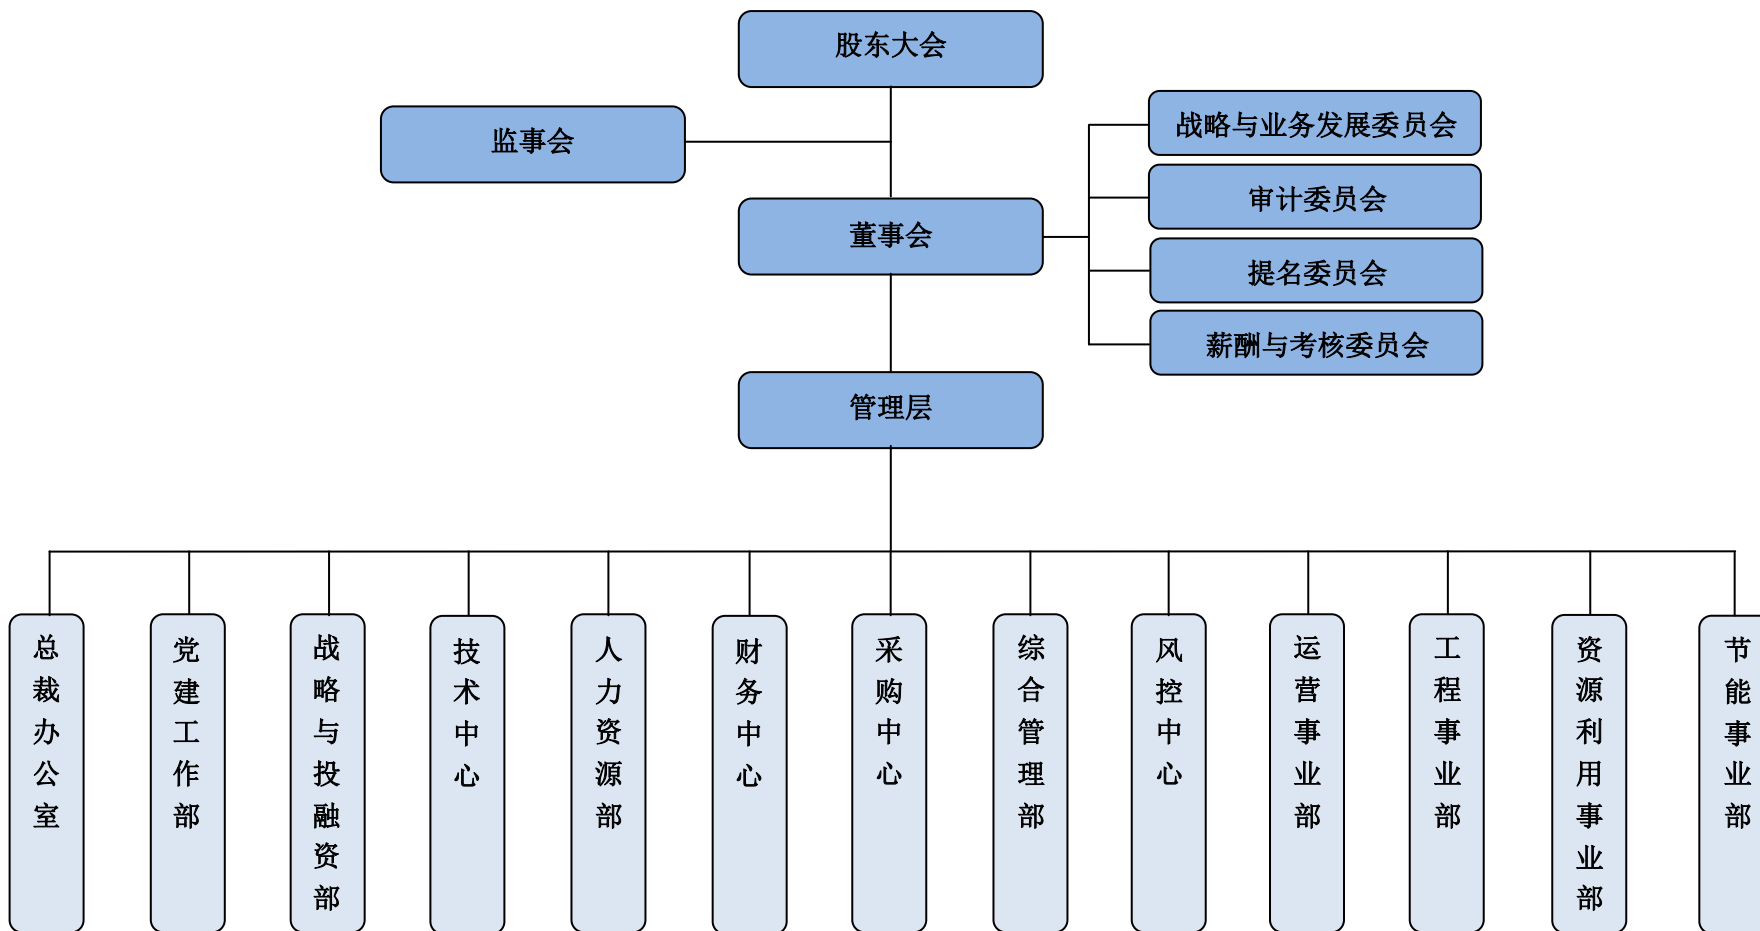 股东大会
监事会
战略与业务发展委员会
审计委员会
董事会
提名委员会
薪酬与考核委员会
管理层
总裁办公室
党建工作部
战略与投融资部
技术中心
人力资源部
财务中心
采购中心
综合管理部
风控中心
运营事业部
工程事业部
资源利用事业部
节能事业部